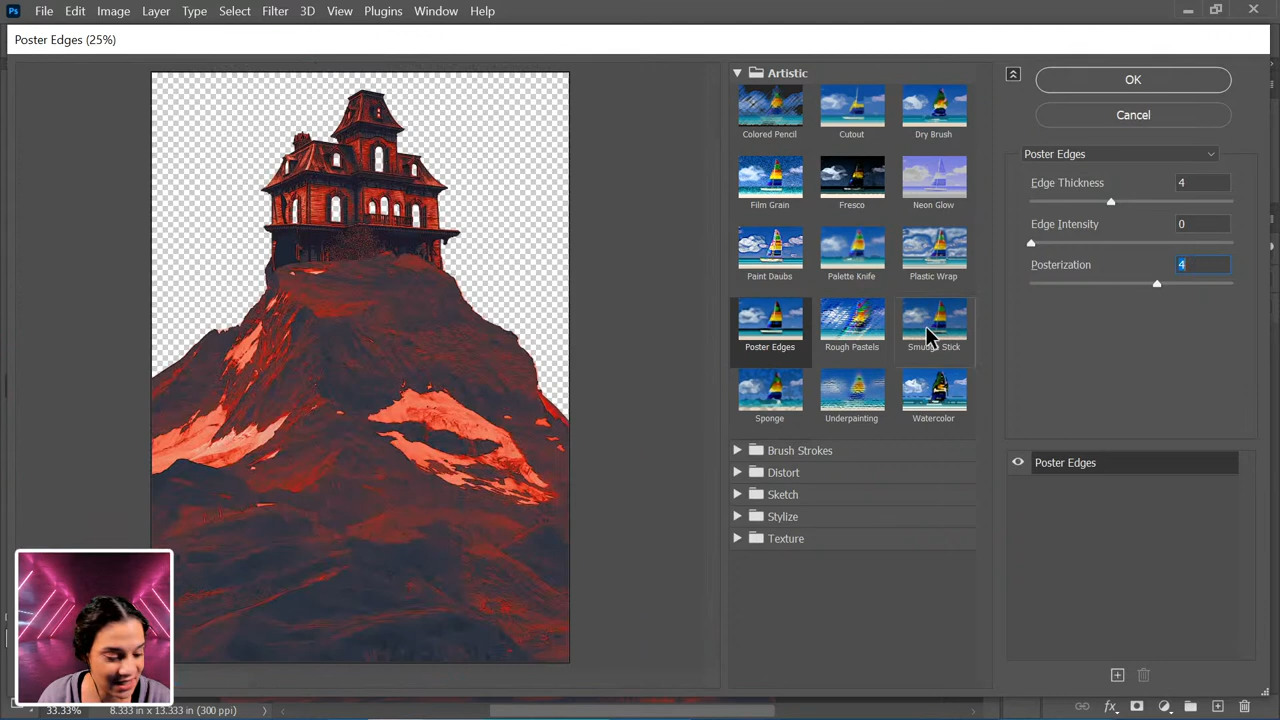 Ps File Edit Image Layer Type Select Filter 3D View Plugins Window Help
Poster Edges (25%)
Artistic
Colored Pencil Cutout Dry Brush
Film Grain Fresco Neon Glow
Paint Daubs Palette Knife Plastic Wrap
Poster Edges Rough Pastels Smudge Stick
Sponge Underpainting Watercolor
Brush Strokes
Distort
Sketch
Stylize
Texture
OK
Cancel
Poster Edges
Edge Thickness 4
Edge Intensity 0
Posterization 4
Poster Edges
33.33% 8.333 in x 13.333 in (300 ppi)
fx